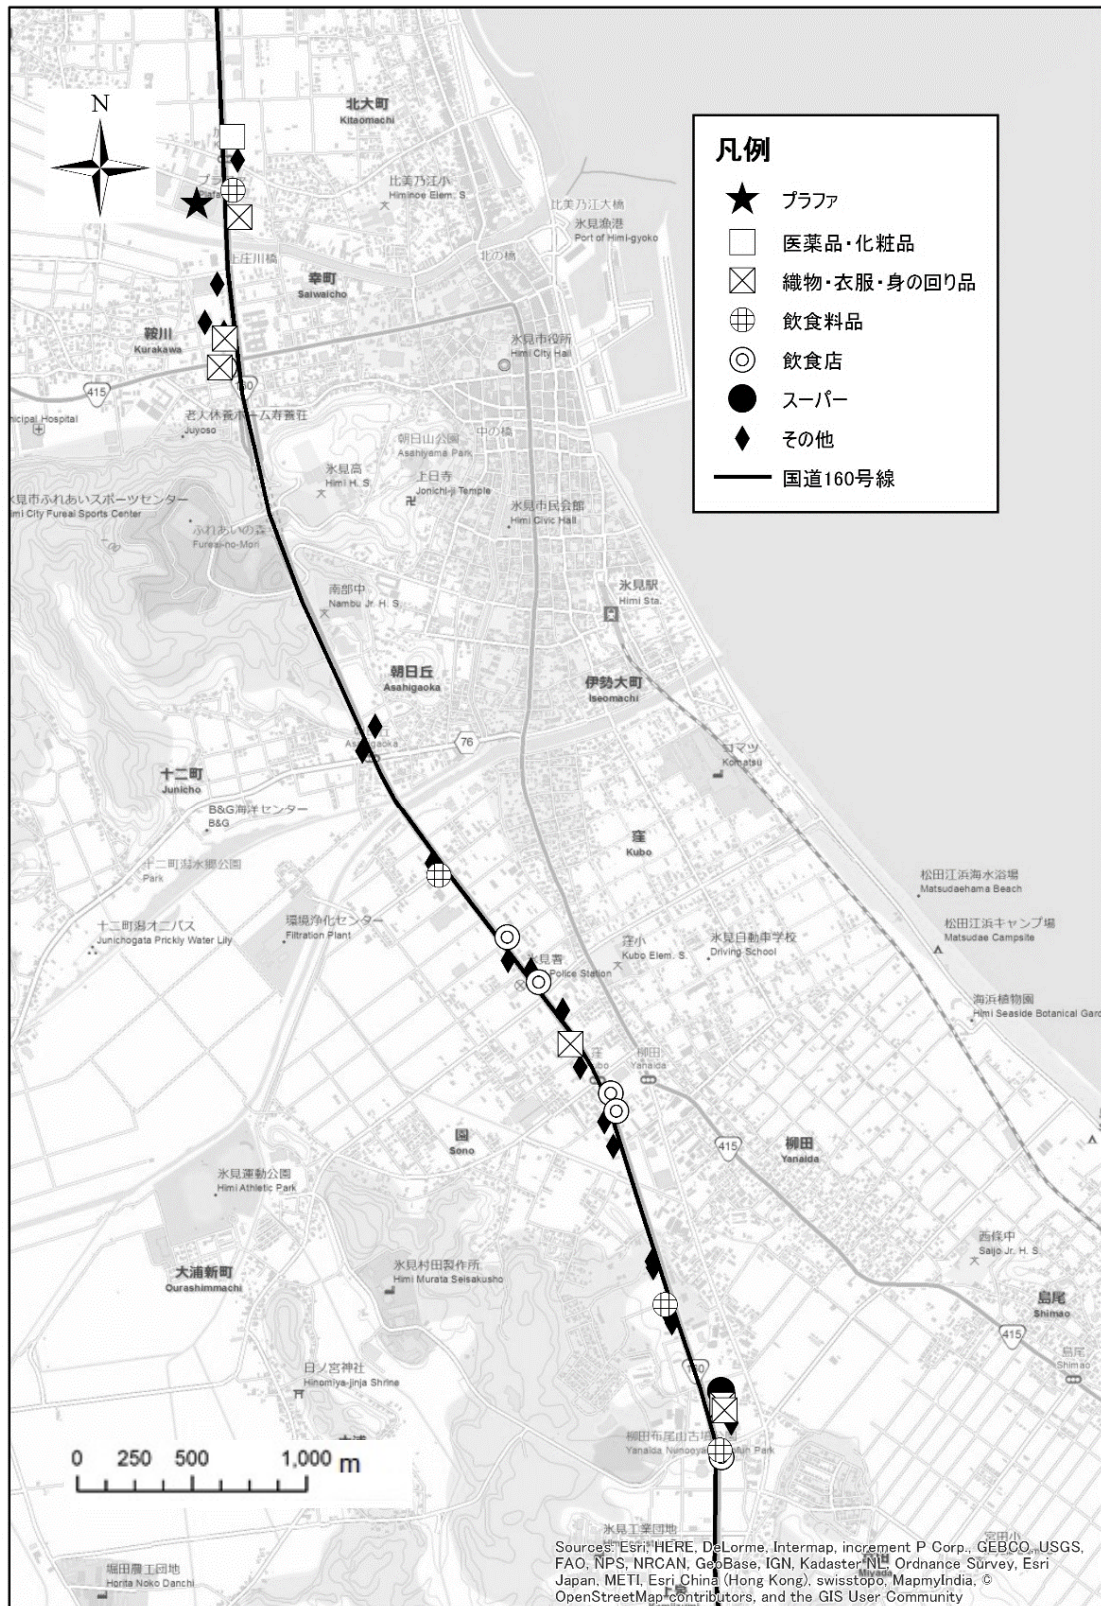 N
北大町
Kitaomachi
凡例
プラファ
医薬品・化粧品
織物・衣服・身の回り品
飲食料品
飲食店
スーパー
その他
国道160号線
比美乃江小
Himinoe Elem. S
比美乃江大橋
氷見漁港
Port of Himi-gyoko
上庄川橋
北の橋
幸町
Saiwaicho
鞍川
Kurakawa
氷見市役所
Himi City Hall
415
老人休養ホーム寿養荘
Juyoso
朝日山公園
Asahiyama Park
中の橋
氷見高
Himi H. S.
上日寺
Jonichi-ji Temple
氷見市民会館
Himi Civic Hall
氷見市ふれあいスポーツセンター
imi City Fureai Sports Center
ふれあいの森
Fureai-no-Mori
南部中
Nambu Jr. H. S.
氷見駅
Himi Sta.
朝日丘
Asahigaoka
伊勢大町
Iseomachi
76
コマツ
Komatsu
十二町
Junicho
B&G海洋センター
B&G
窪
Kubo
十二町潟水郷公園
Park
松田江浜海水浴場
Matsudaehama Beach
十二町潟オニバス
Junichogata Prickly Water Lily
環境浄化センター
Filtration Plant
松田江浜キャンプ場
Matsudae Campsite
氷見署
Police Station
窪小
Kubo Elem. S.
氷見自動車学校
Driving School
海浜植物園
Himi Seaside Botanical Gard
柳田
Yanaida
園
Sono
415
柳田
Yanaida
氷見運動公園
Himi Athletic Park
西條中
Saijo Jr. H. S.
大浦新町
Ourashimmachi
氷見村田製作所
Himi Murata Seisakusho
島尾
Shimao
415
島尾
Shimao
日ノ宮神社
Hinomiya-jinja Shrine
0 250 500 1,000 m
氷見工業団地
堀田農工団地
Horita Noko Danchi
Sources: Esri, HERE, DeLorme, Intermap, increment P Corp., GEBCO, USGS,
FAO, NPS, NRCAN, GeoBase, IGN, Kadaster NL, Ordnance Survey, Esri
Japan, METI, Esri China (Hong Kong), swisstopo, MapmyIndia, ©
OpenStreetMap contributors, and the GIS User Community